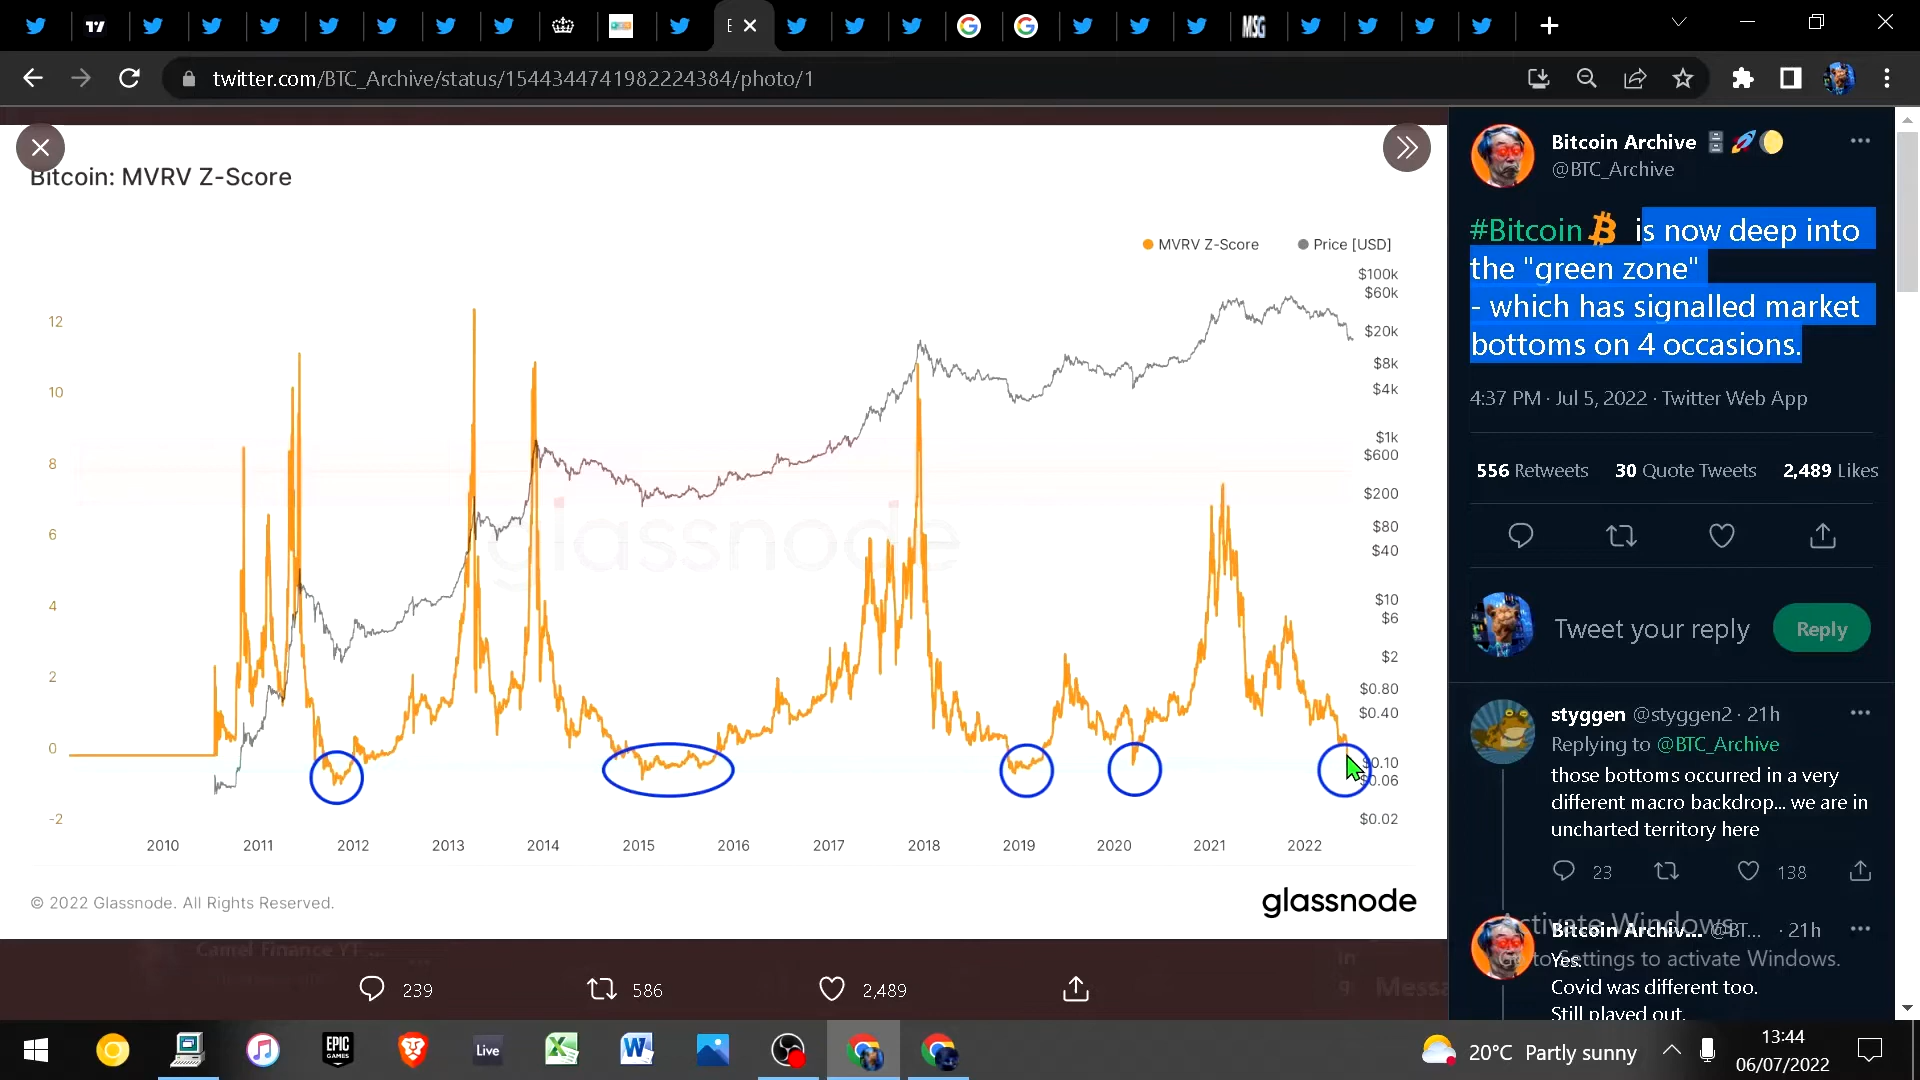 MSG
twitter.com/BTC_Archive/status/1544344741982224384/photo/1
Bitcoin: MVRV Z-Score
MVRV Z-Score
Price [USD]
12
10
8
6
4
2
0
-2
$100k
$60k
$20k
$8k
$4k
$1k
$600
$200
$80
$40
$10
$6
$2
$0.80
$0.40
$0.10
$0.06
$0.02
glassnode
2010 2011 2012 2013 2014 2015 2016 2017 2018 2019 2020 2021 2022
© 2022 Glassnode. All Rights Reserved.
glassnode
239 586 2,489
Bitcoin Archive
@BTC_Archive
#Bitcoin is now deep into
the "green zone"
- which has signalled market
bottoms on 4 occasions.
4:37 PM · Jul 5, 2022 · Twitter Web App
556 Retweets 30 Quote Tweets 2,489 Likes
Tweet your reply
Reply
styggen @styggen2 · 21h
Replying to @BTC_Archive
those bottoms occurred in a very
different macro backdrop... we are in
uncharted territory here
23 138
Activate Windows
Go to Settings to activate Windows.
Bitcoin Archiv... @BT... · 21h
Yes.
Covid was different too.
Still played out.
EPIC
GAMES
Live
20°C Partly sunny
13:44
06/07/2022